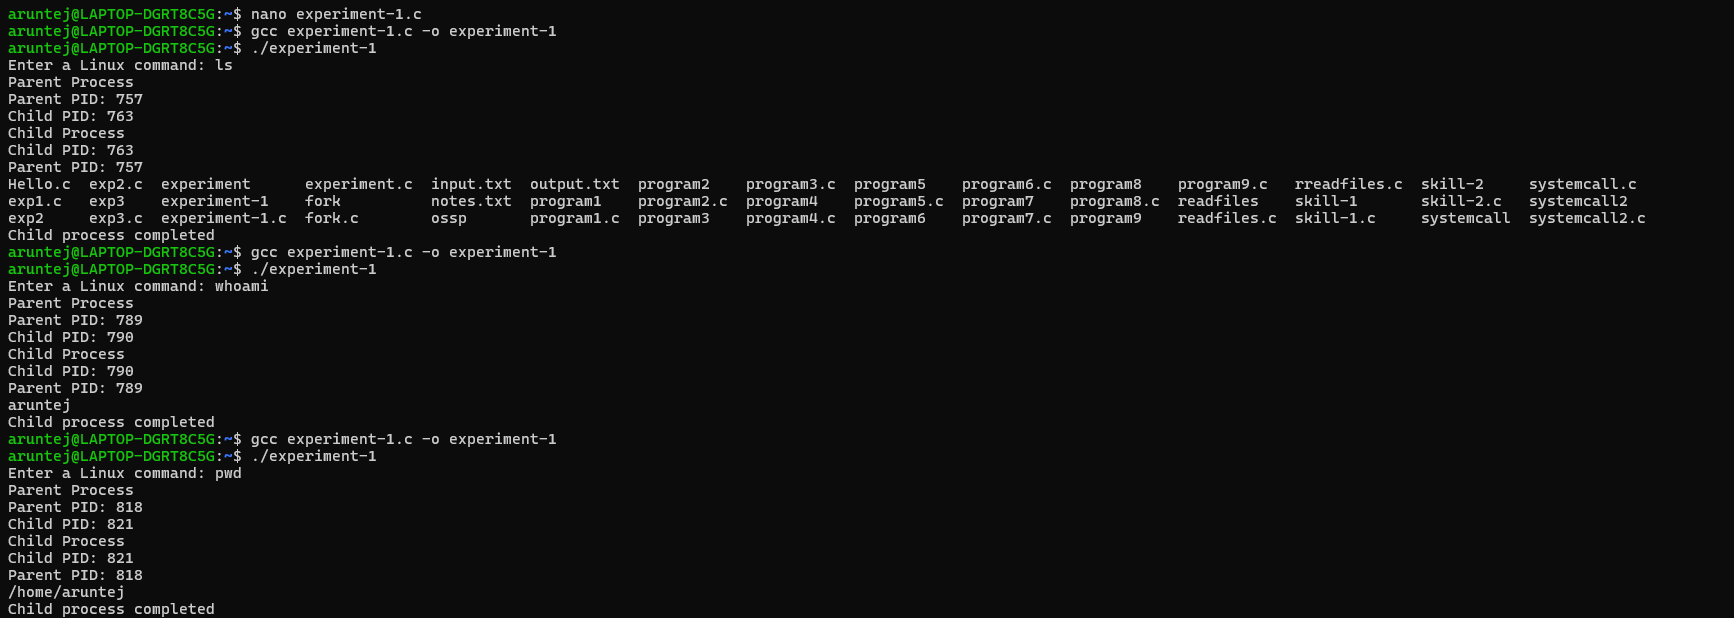 aruntej@LAPTOP-DGRT8C5G:~$ nano experiment-1.c
aruntej@LAPTOP-DGRT8C5G:~$ gcc experiment-1.c -o experiment-1
aruntej@LAPTOP-DGRT8C5G:~$ ./experiment-1
Enter a Linux command: ls
Parent Process
Parent PID: 757
Child PID: 763
Child Process
Child PID: 763
Parent PID: 757
Hello.c  exp2.c  experiment      experiment.c  input.txt  output.txt  program2    program3.c  program5    program6.c  program8    program9.c   rreadfiles.c  skill-2    systemcall.c
exp1.c   exp3    experiment-1    fork          notes.txt  program1    program2.c  program4    program5.c  program7    program8.c  readfiles    skill-1       skill-2.c  systemcall2
exp2     exp3.c  experiment-1.c  fork.c        ossp       program1.c  program3    program4.c  program6    program7.c  program9    readfiles.c  skill-1.c     systemcall  systemcall2.c
Child process completed
aruntej@LAPTOP-DGRT8C5G:~$ gcc experiment-1.c -o experiment-1
aruntej@LAPTOP-DGRT8C5G:~$ ./experiment-1
Enter a Linux command: whoami
Parent Process
Parent PID: 789
Child PID: 790
Child Process
Child PID: 790
Parent PID: 789
aruntej
Child process completed
aruntej@LAPTOP-DGRT8C5G:~$ gcc experiment-1.c -o experiment-1
aruntej@LAPTOP-DGRT8C5G:~$ ./experiment-1
Enter a Linux command: pwd
Parent Process
Parent PID: 818
Child PID: 821
Child Process
Child PID: 821
Parent PID: 818
/home/aruntej
Child process completed